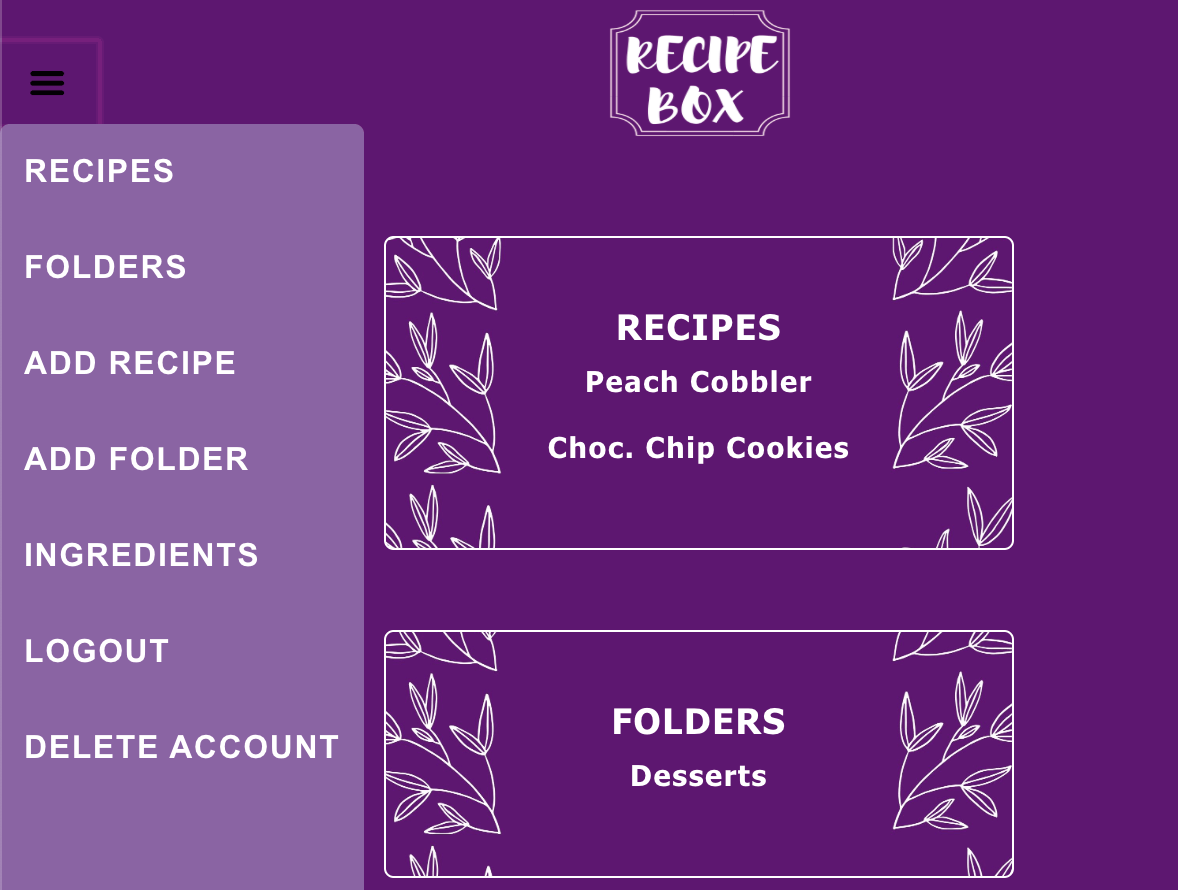 RECIPE
BOX
RECIPES
FOLDERS
ADD RECIPE
ADD FOLDER
INGREDIENTS
LOGOUT
DELETE ACCOUNT
RECIPES
Peach Cobbler
Choc. Chip Cookies
FOLDERS
Desserts